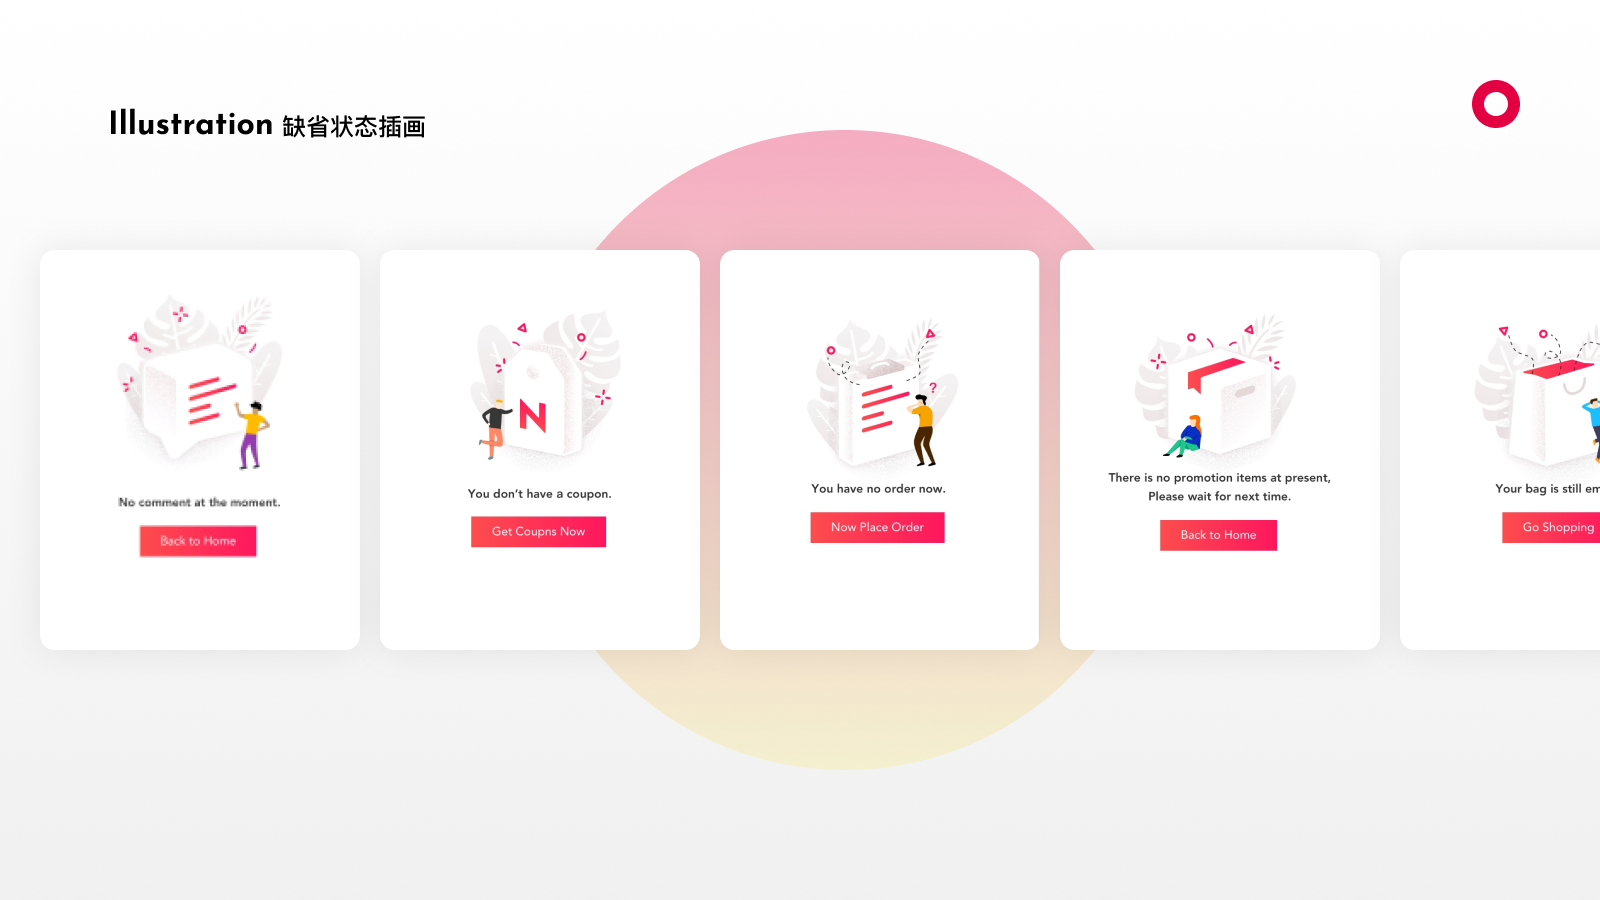 Illustration 缺省状态插画
No comment at the moment.
Back to Home
You don't have a coupon.
Get Coupns Now
N
You have no order now.
Now Place Order
?
There is no promotion items at present,
Please wait for next time.
Back to Home
Your bag is still em
Go Shopping